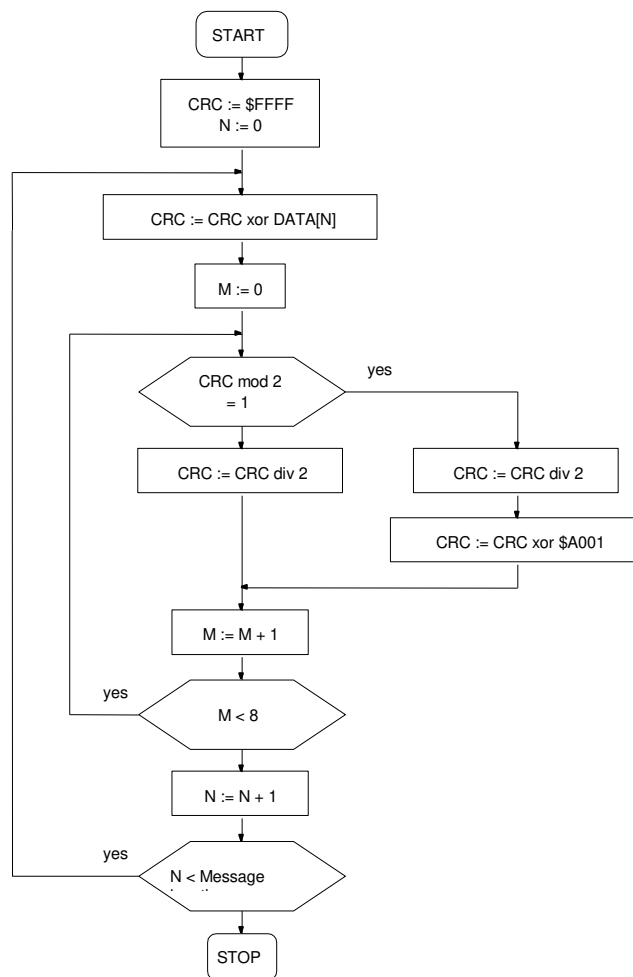 START
CRC := $FFFF
N := 0
CRC := CRC xor DATA[N]
M := 0
CRC mod 2
= 1
yes
CRC := CRC div 2
CRC := CRC div 2
CRC := CRC xor $A001
M := M + 1
yes
M < 8
N := N + 1
yes
N < Message
STOP